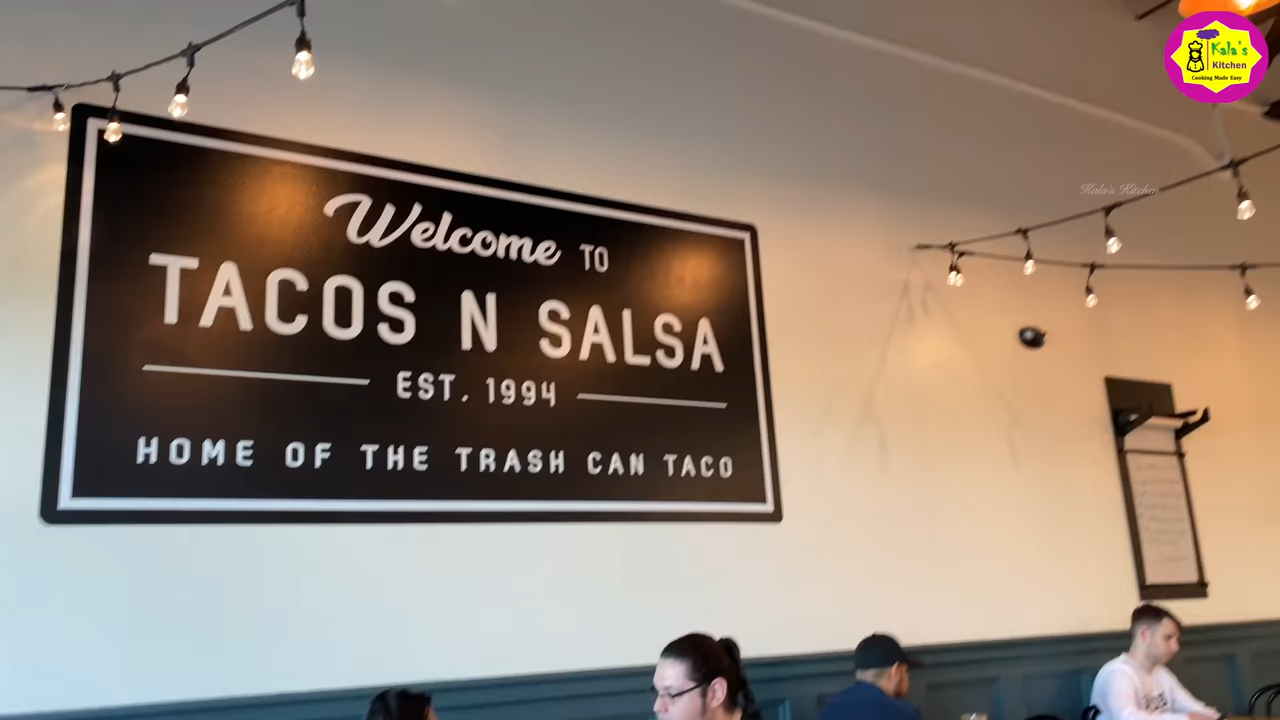 Kala's
Kitchen
Cooking Made Easy
Kala's Kitchen
Welcome TO
TACOS N SALSA
EST. 1994
HOME OF THE TRASH CAN TACO